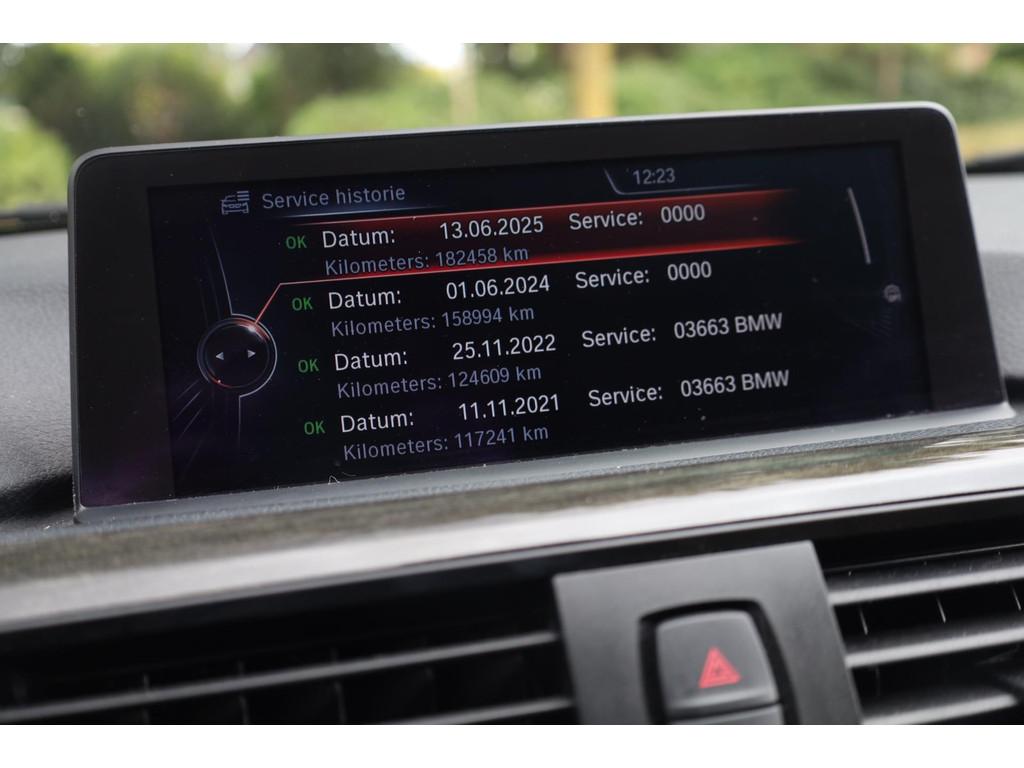 Service historie
12:23
OK Datum: 13.06.2025 Service: 0000
Kilometers: 182458 km
OK Datum: 01.06.2024 Service: 0000
Kilometers: 158994 km
OK Datum: 25.11.2022 Service: 03663 BMW
Kilometers: 124609 km
OK Datum: 11.11.2021 Service: 03663 BMW
Kilometers: 117241 km